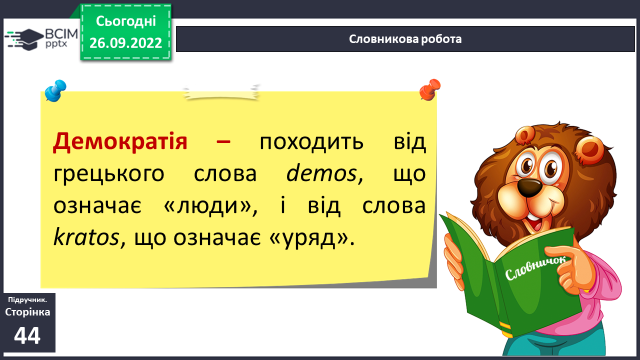 ВСІМ
pptx
Сьогодні
26.09.2022
Словникова робота
Демократія – походить від
грецького слова demos, що
означає «люди», і від слова
kratos, що означає «уряд».
Словничок
Підручник.
Сторінка
44